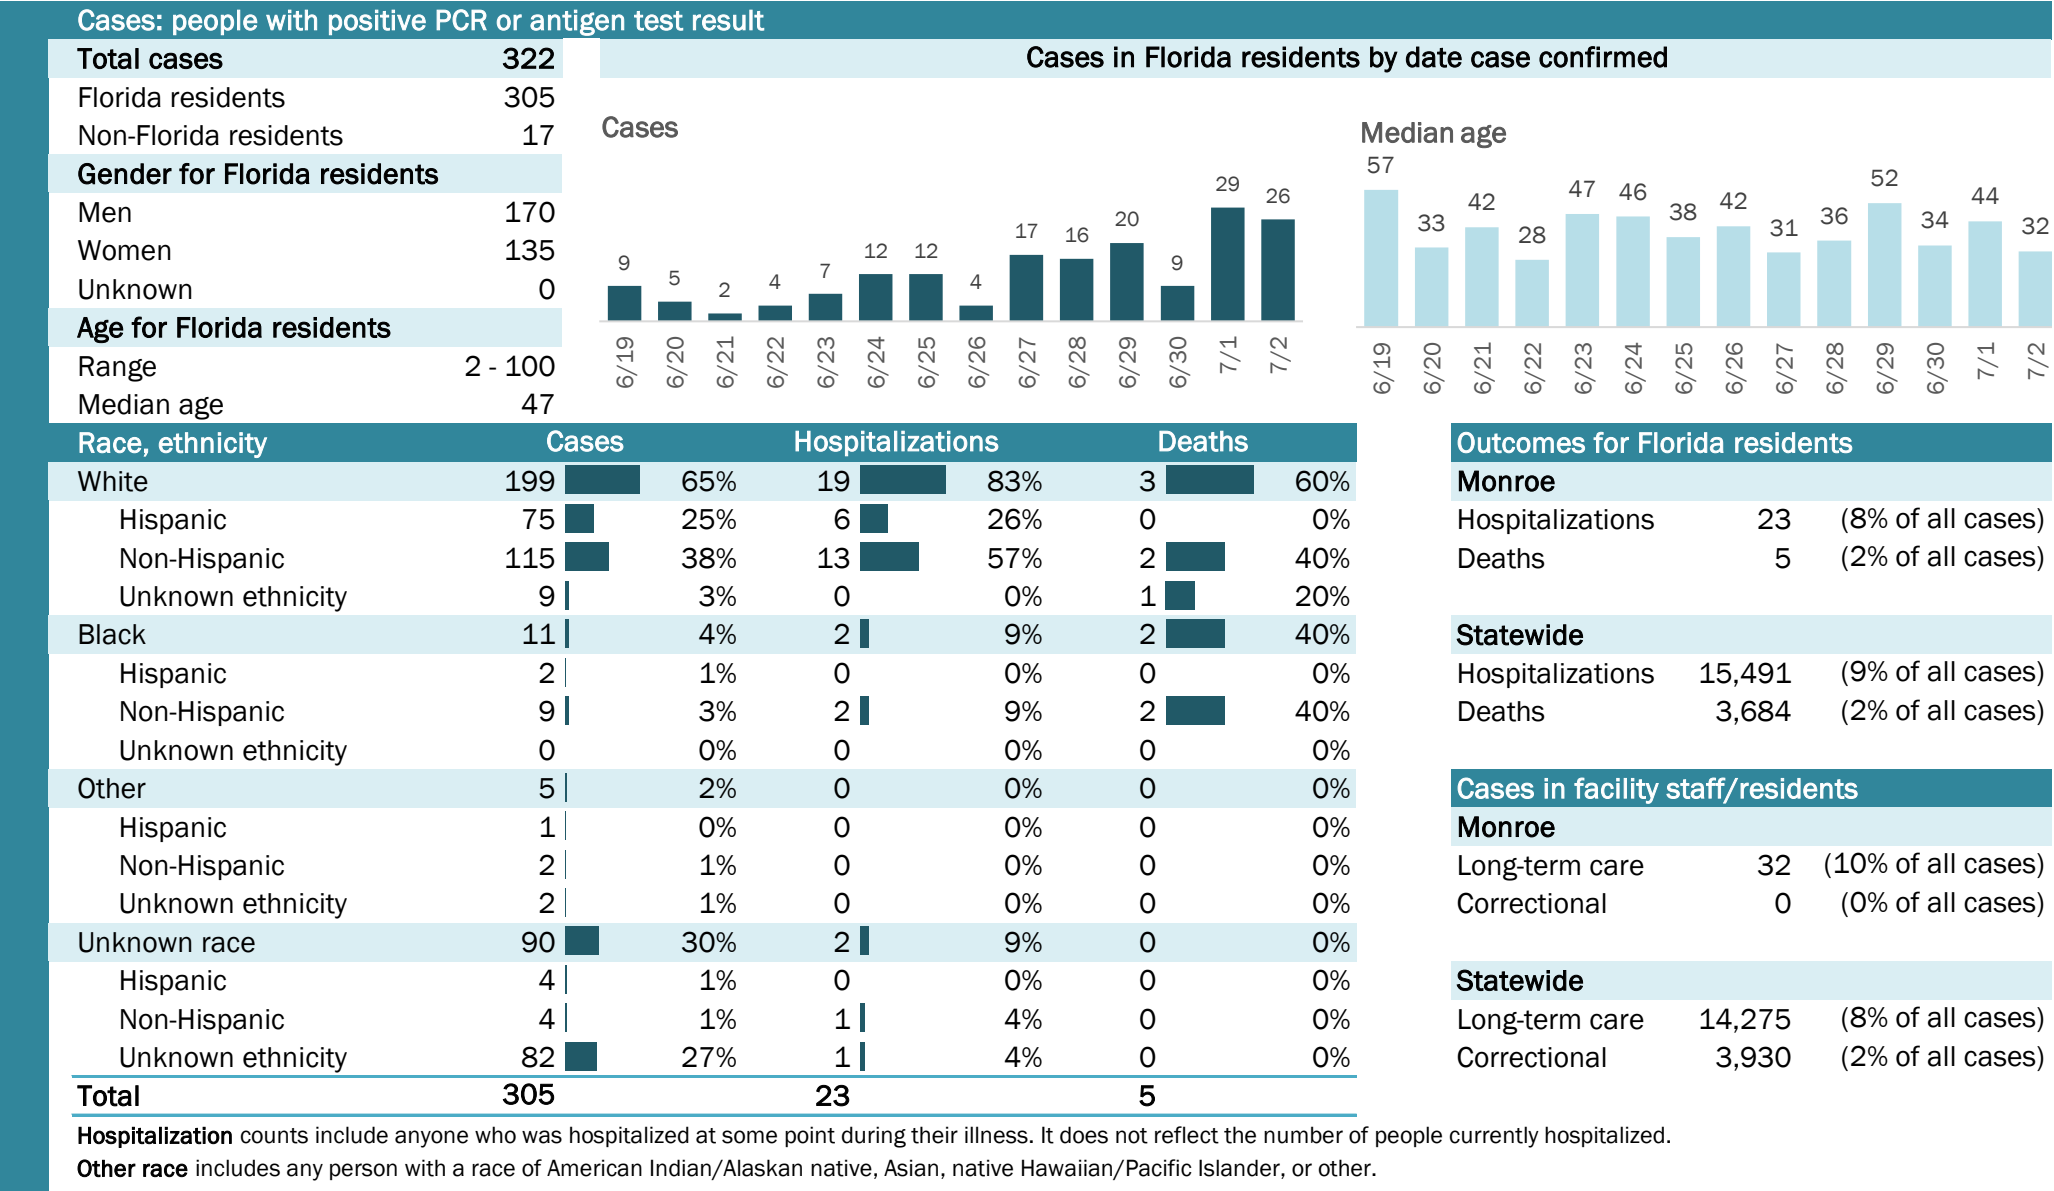 Cases: people with positive PCR or antigen test result
Total cases 322
Florida residents 305
Non-Florida residents 17
Gender for Florida residents
Men 170
Women 135
Unknown 0
Age for Florida residents
Range 2 - 100
Median age 47
Cases in Florida residents by date case confirmed
Cases
9 5 2 4 7 12 12 4 17 16 20 9 29 26
6/19 6/20 6/21 6/22 6/23 6/24 6/25 6/26 6/27 6/28 6/29 6/30 7/1 7/2
Median age
57 33 42 28 47 46 38 42 31 36 52 34 44 32
6/19 6/20 6/21 6/22 6/23 6/24 6/25 6/26 6/27 6/28 6/29 6/30 7/1 7/2
Race, ethnicity Cases Hospitalizations Deaths
White 199 65% 19 83% 3 60%
Hispanic 75 25% 6 26% 0 0%
Non-Hispanic 115 38% 13 57% 2 40%
Unknown ethnicity 9 3% 0 0% 1 20%
Black 11 4% 2 9% 2 40%
Hispanic 2 1% 0 0% 0 0%
Non-Hispanic 9 3% 2 9% 2 40%
Unknown ethnicity 0 0% 0 0% 0 0%
Other 5 2% 0 0% 0 0%
Hispanic 1 0% 0 0% 0 0%
Non-Hispanic 2 1% 0 0% 0 0%
Unknown ethnicity 2 1% 0 0% 0 0%
Unknown race 90 30% 2 9% 0 0%
Hispanic 4 1% 0 0% 0 0%
Non-Hispanic 4 1% 1 4% 0 0%
Unknown ethnicity 82 27% 1 4% 0 0%
Total 305 23 5
Outcomes for Florida residents
Monroe
Hospitalizations 23 (8% of all cases)
Deaths 5 (2% of all cases)
Statewide
Hospitalizations 15,491 (9% of all cases)
Deaths 3,684 (2% of all cases)
Cases in facility staff/residents
Monroe
Long-term care 32 (10% of all cases)
Correctional 0 (0% of all cases)
Statewide
Long-term care 14,275 (8% of all cases)
Correctional 3,930 (2% of all cases)
Hospitalization counts include anyone who was hospitalized at some point during their illness. It does not reflect the number of people currently hospitalized.
Other race includes any person with a race of American Indian/Alaskan native, Asian, native Hawaiian/Pacific Islander, or other.